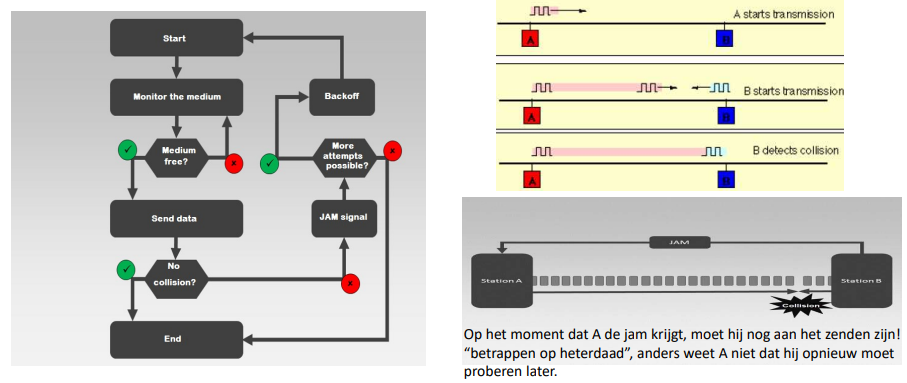 Start
Monitor the medium
Medium
free?
Send data
No
collision?
End
Backoff
More
attempts
possible?
JAM signal
A starts transmission
A
B
B starts transmission
A
B
B detects collision
A
B
JAM
Station A
Station B
Collision
Op het moment dat A de jam krijgt, moet hij nog aan het zenden zijn!
“betrappen op heterdaad”, anders weet A niet dat hij opnieuw moet
proberen later.